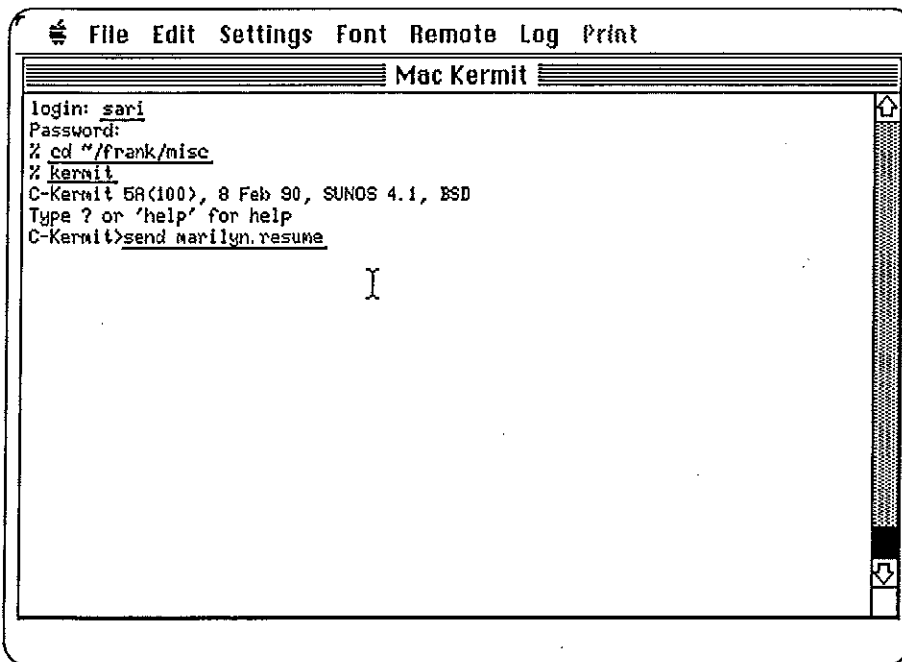 File Edit Settings Font Remote Log Print
Mac Kermit
login: sari
Password:
% cd ~/frank/misc
% kermit
C-Kermit 5A(100), 8 Feb 90, SUNOS 4.1, BSD
Type ? or 'help' for help
C-Kermit>send marilyn.resume